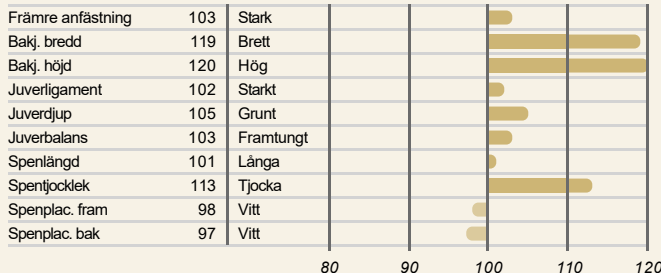 Främre anfästning 103 Stark
Bakj. bredd 119 Brett
Bakj. höjd 120 Hög
Juverligament 102 Starkt
Juverdjup 105 Grunt
Juverbalans 103 Framtungt
Spenlängd 101 Långa
Spentjocklek 113 Tjocka
Spenplac. fram 98 Vitt
Spenplac. bak 97 Vitt
80 90 100 110 120